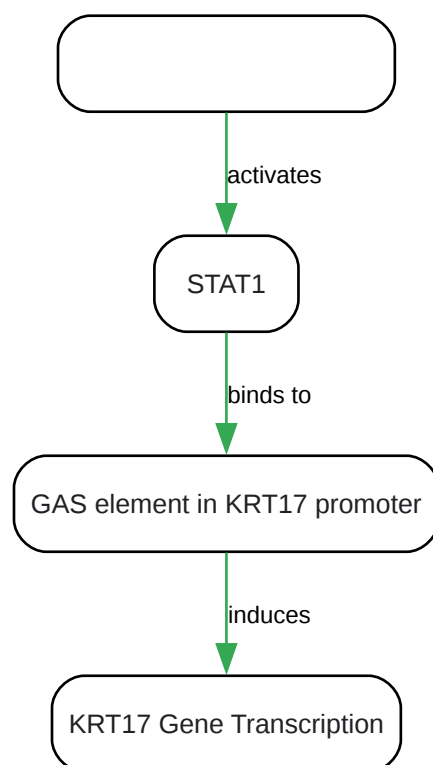 activates
STAT1
binds to
GAS element in KRT17 promoter
induces
KRT17 Gene Transcription